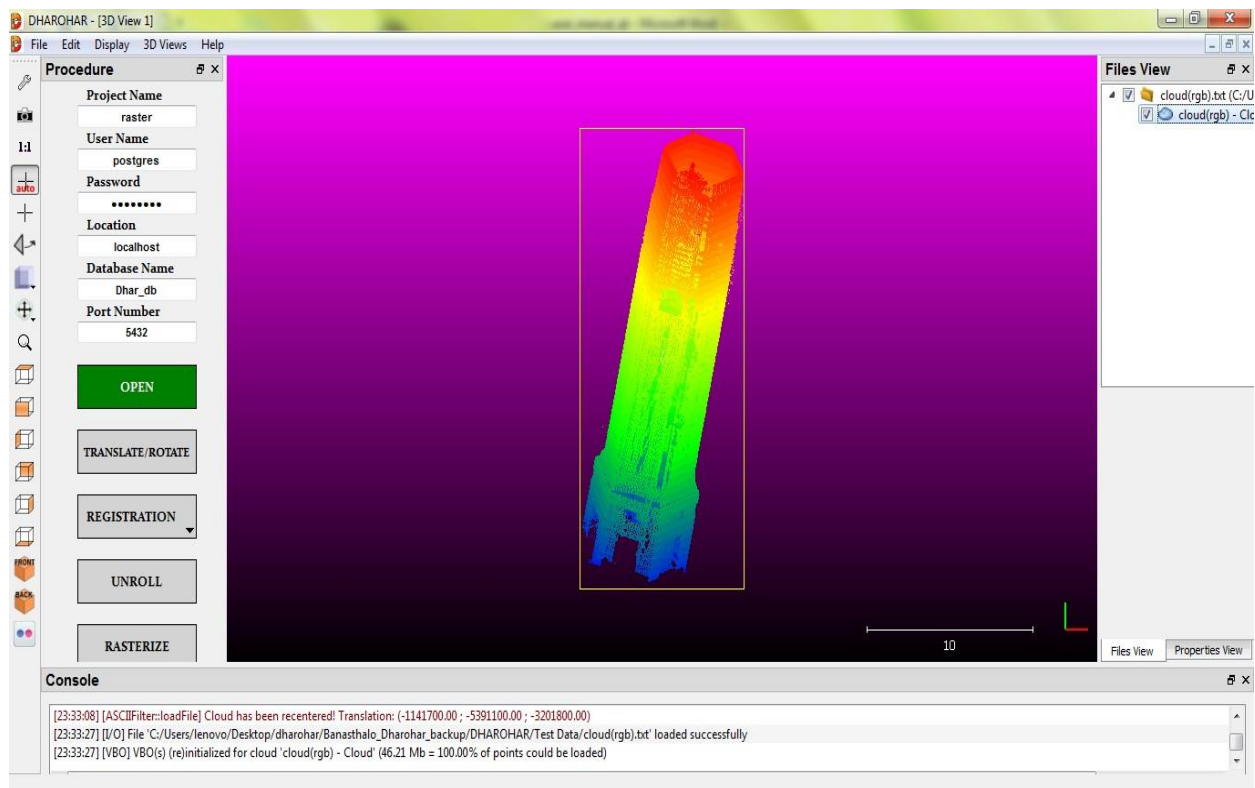 DHAROHAR - [3D View 1]
File Edit Display 3D Views Help
Procedure
Project Name
raster
User Name
postgres
Password
••••••••
Location
localhost
Database Name
Dhar_db
Port Number
5432
OPEN
TRANSLATE/ROTATE
REGISTRATION
UNROLL
RASTERIZE
1:1
auto
FRONT
BACK
10
Files View
cloud(rgb).txt (C:/U
cloud(rgb) - Clo
Files View Properties View
Console
[23:33:08] [ASCIIFilter::loadFile] Cloud has been recentered! Translation: (-1141700.00 ; -5391100.00 ; -3201800.00)
[23:33:27] [I/O] File 'C:/Users/lenovo/Desktop/dharohar/Banasthalo_Dharohar_backup/DHAROHAR/Test Data/cloud(rgb).txt' loaded successfully
[23:33:27] [VBO] VBO(s) (re)initialized for cloud 'cloud(rgb) - Cloud' (46.21 Mb = 100.00% of points could be loaded)